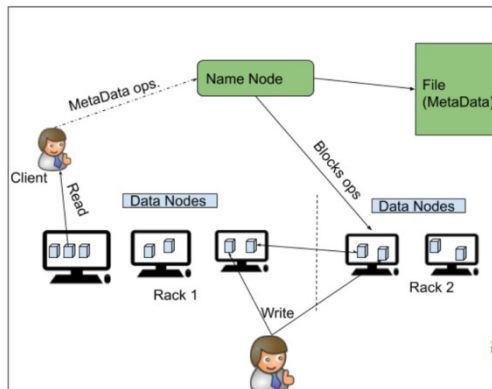 Name Node
File
(MetaData)
MetaData ops.
Client
Read
Blocks ops
Data Nodes
Data Nodes
Rack 1
Rack 2
Write